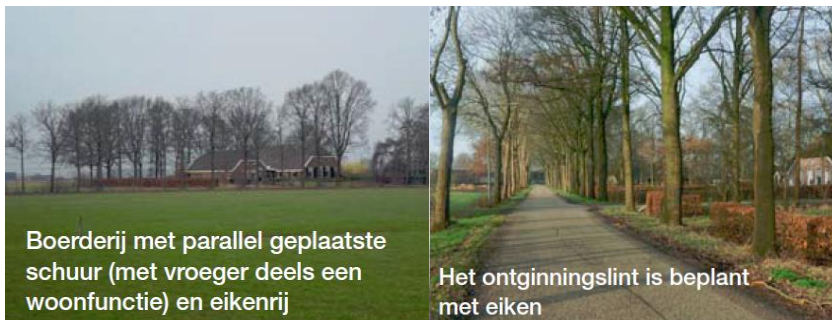 Boerderij met parallel geplaatste
schuur (met vroeger deels een
woonfunctie) en eikenrij
Het ontginningslint is beplant
met eiken